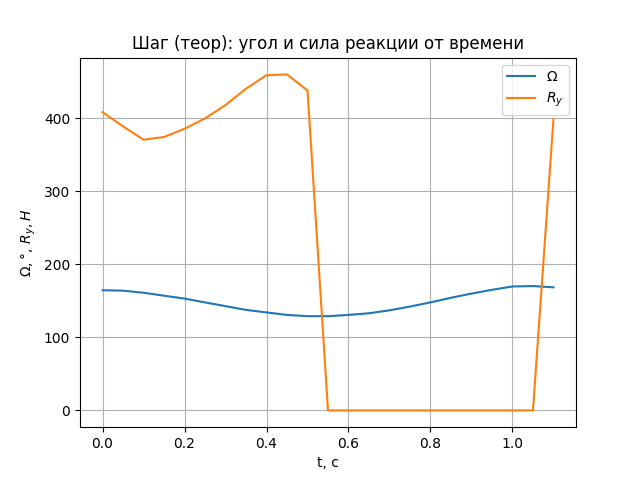 Шаг (теор): угол и сила реакции от времени
Ω
R_y
Ω, °, R_y, H
400
300
200
100
0
0.0 0.2 0.4 0.6 0.8 1.0
t, с